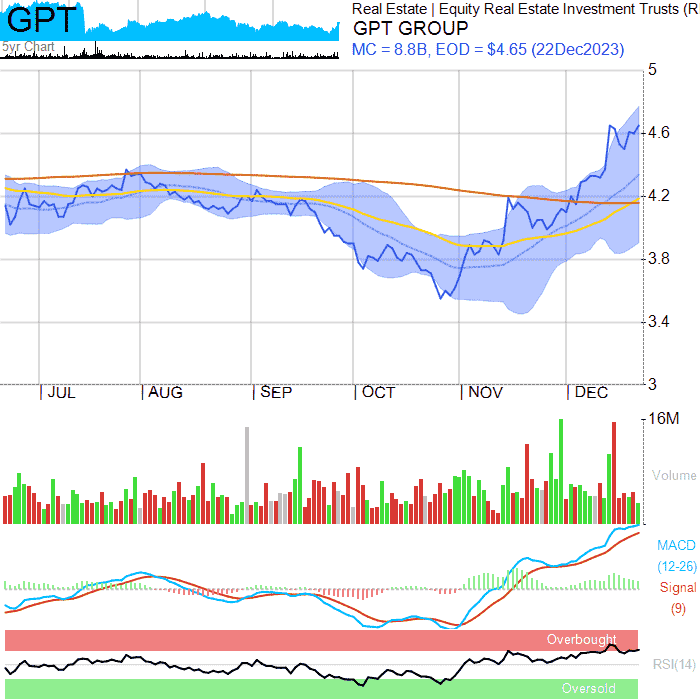 GPT
Real Estate | Equity Real Estate Investment Trusts (R
GPT GROUP
5yr Chart
MC = 8.8B, EOD = $4.65 (22Dec2023)
5
4.6
4.2
3.8
3.4
3
| JUL | AUG | SEP | OCT | NOV | DEC
16M
Volume
MACD
(12-26)
Signal
(9)
Overbought
RSI(14)
Oversold